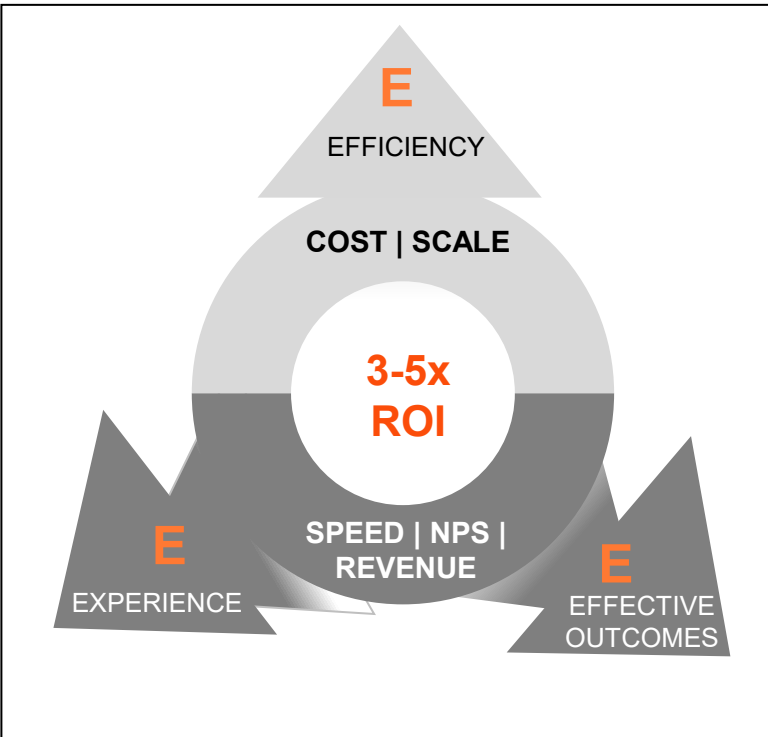 E
EFFICIENCY
COST | SCALE
3-5x
ROI
SPEED | NPS |
REVENUE
E
EXPERIENCE
E
EFFECTIVE
OUTCOMES